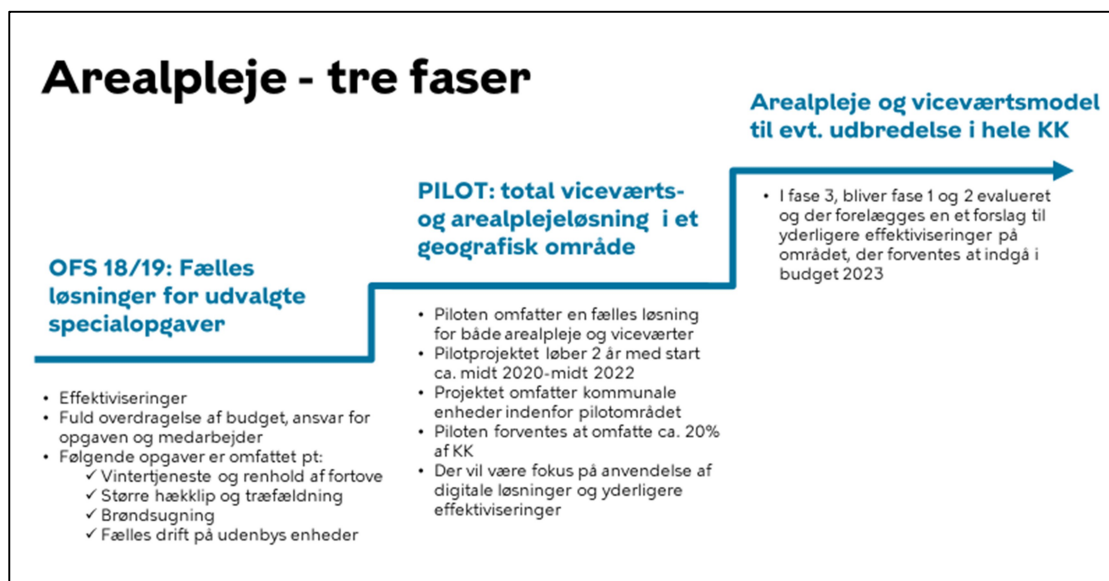 Arealpleje - tre faser
OFS 18/19: Fælles
løsninger for udvalgte
specialopgaver
• Effektiviseringer
• Fuld overdragelse af budget, ansvar for
opgaven og medarbejder
• Følgende opgaver er omfattet pt:
✓ Vintertjeneste og renhold af fortove
✓ Større hækklip og træfældning
✓ Brøndsugning
✓ Fælles drift på udenbys enheder
PILOT: total viceværts-
og arealplejeløsning i et
geografisk område
• Piloten omfatter en fælles løsning
for både arealpleje og viceværter
• Pilotprojektet løber 2 år med start
ca. midt 2020-midt 2022
• Projektet omfatter kommunale
enheder indenfor pilotområdet
• Piloten forventes at omfatte ca. 20%
af KK
• Der vil være fokus på anvendelse af
digitale løsninger og yderligere
effektiviseringer
Arealpleje og viceværtsmodel
til evt. udbredelse i hele KK
• I fase 3, bliver fase 1 og 2 evalueret
og der forelægges en et forslag til
yderligere effektiviseringer på
området, der forventes at indgå i
budget 2023